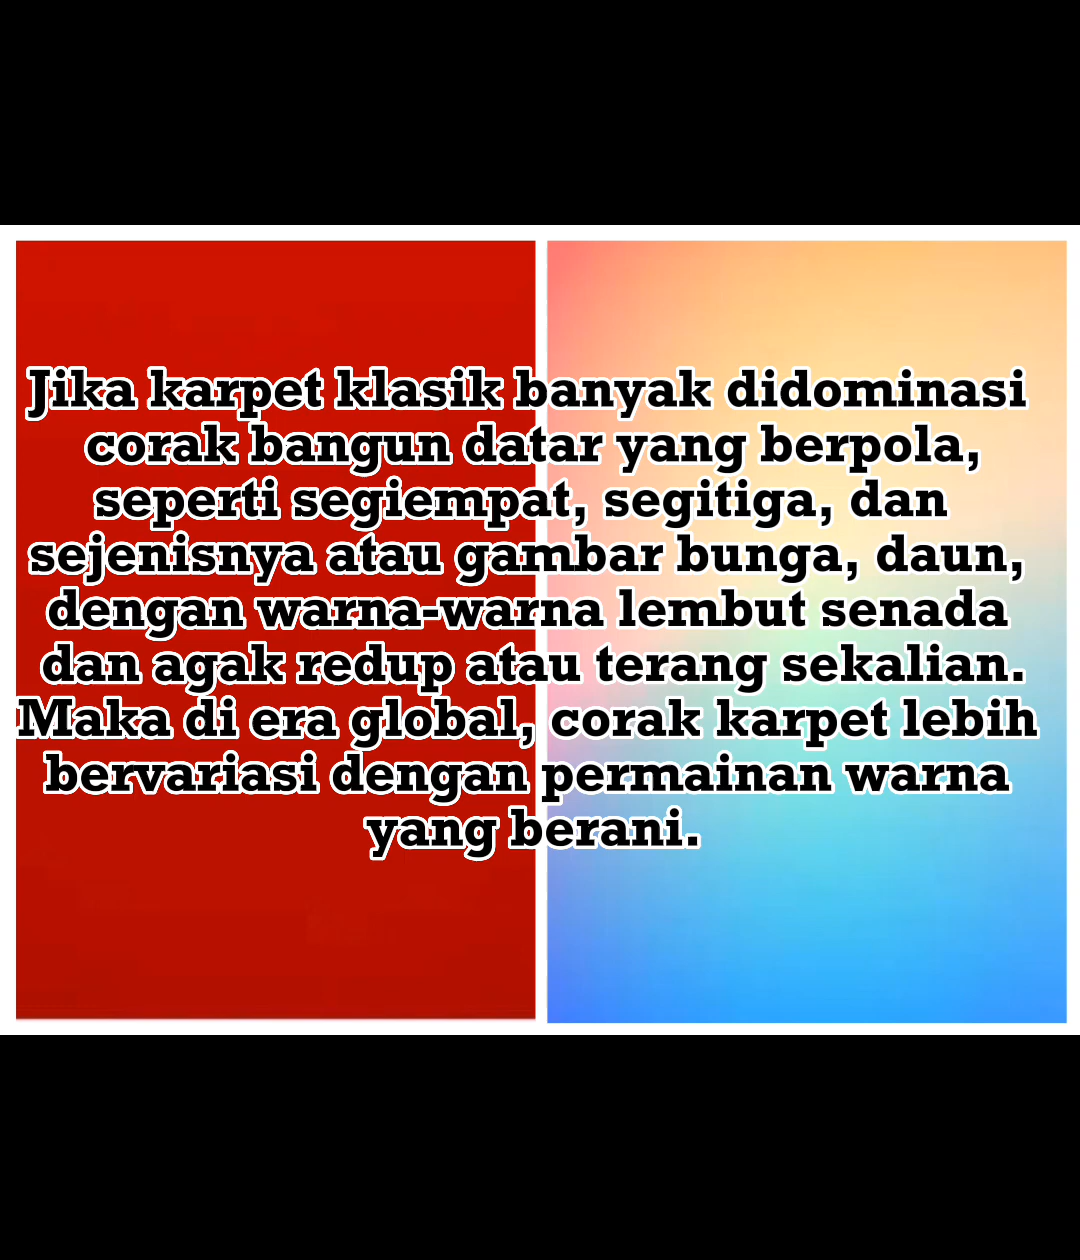 Jika karpet klasik banyak didominasi
corak bangun datar yang berpola,
seperti segiempat, segitiga, dan
sejenisnya atau gambar bunga, daun,
dengan warna-warna lembut senada
dan agak redup atau terang sekalian.
Maka di era global, corak karpet lebih
bervariasi dengan permainan warna
yang berani.